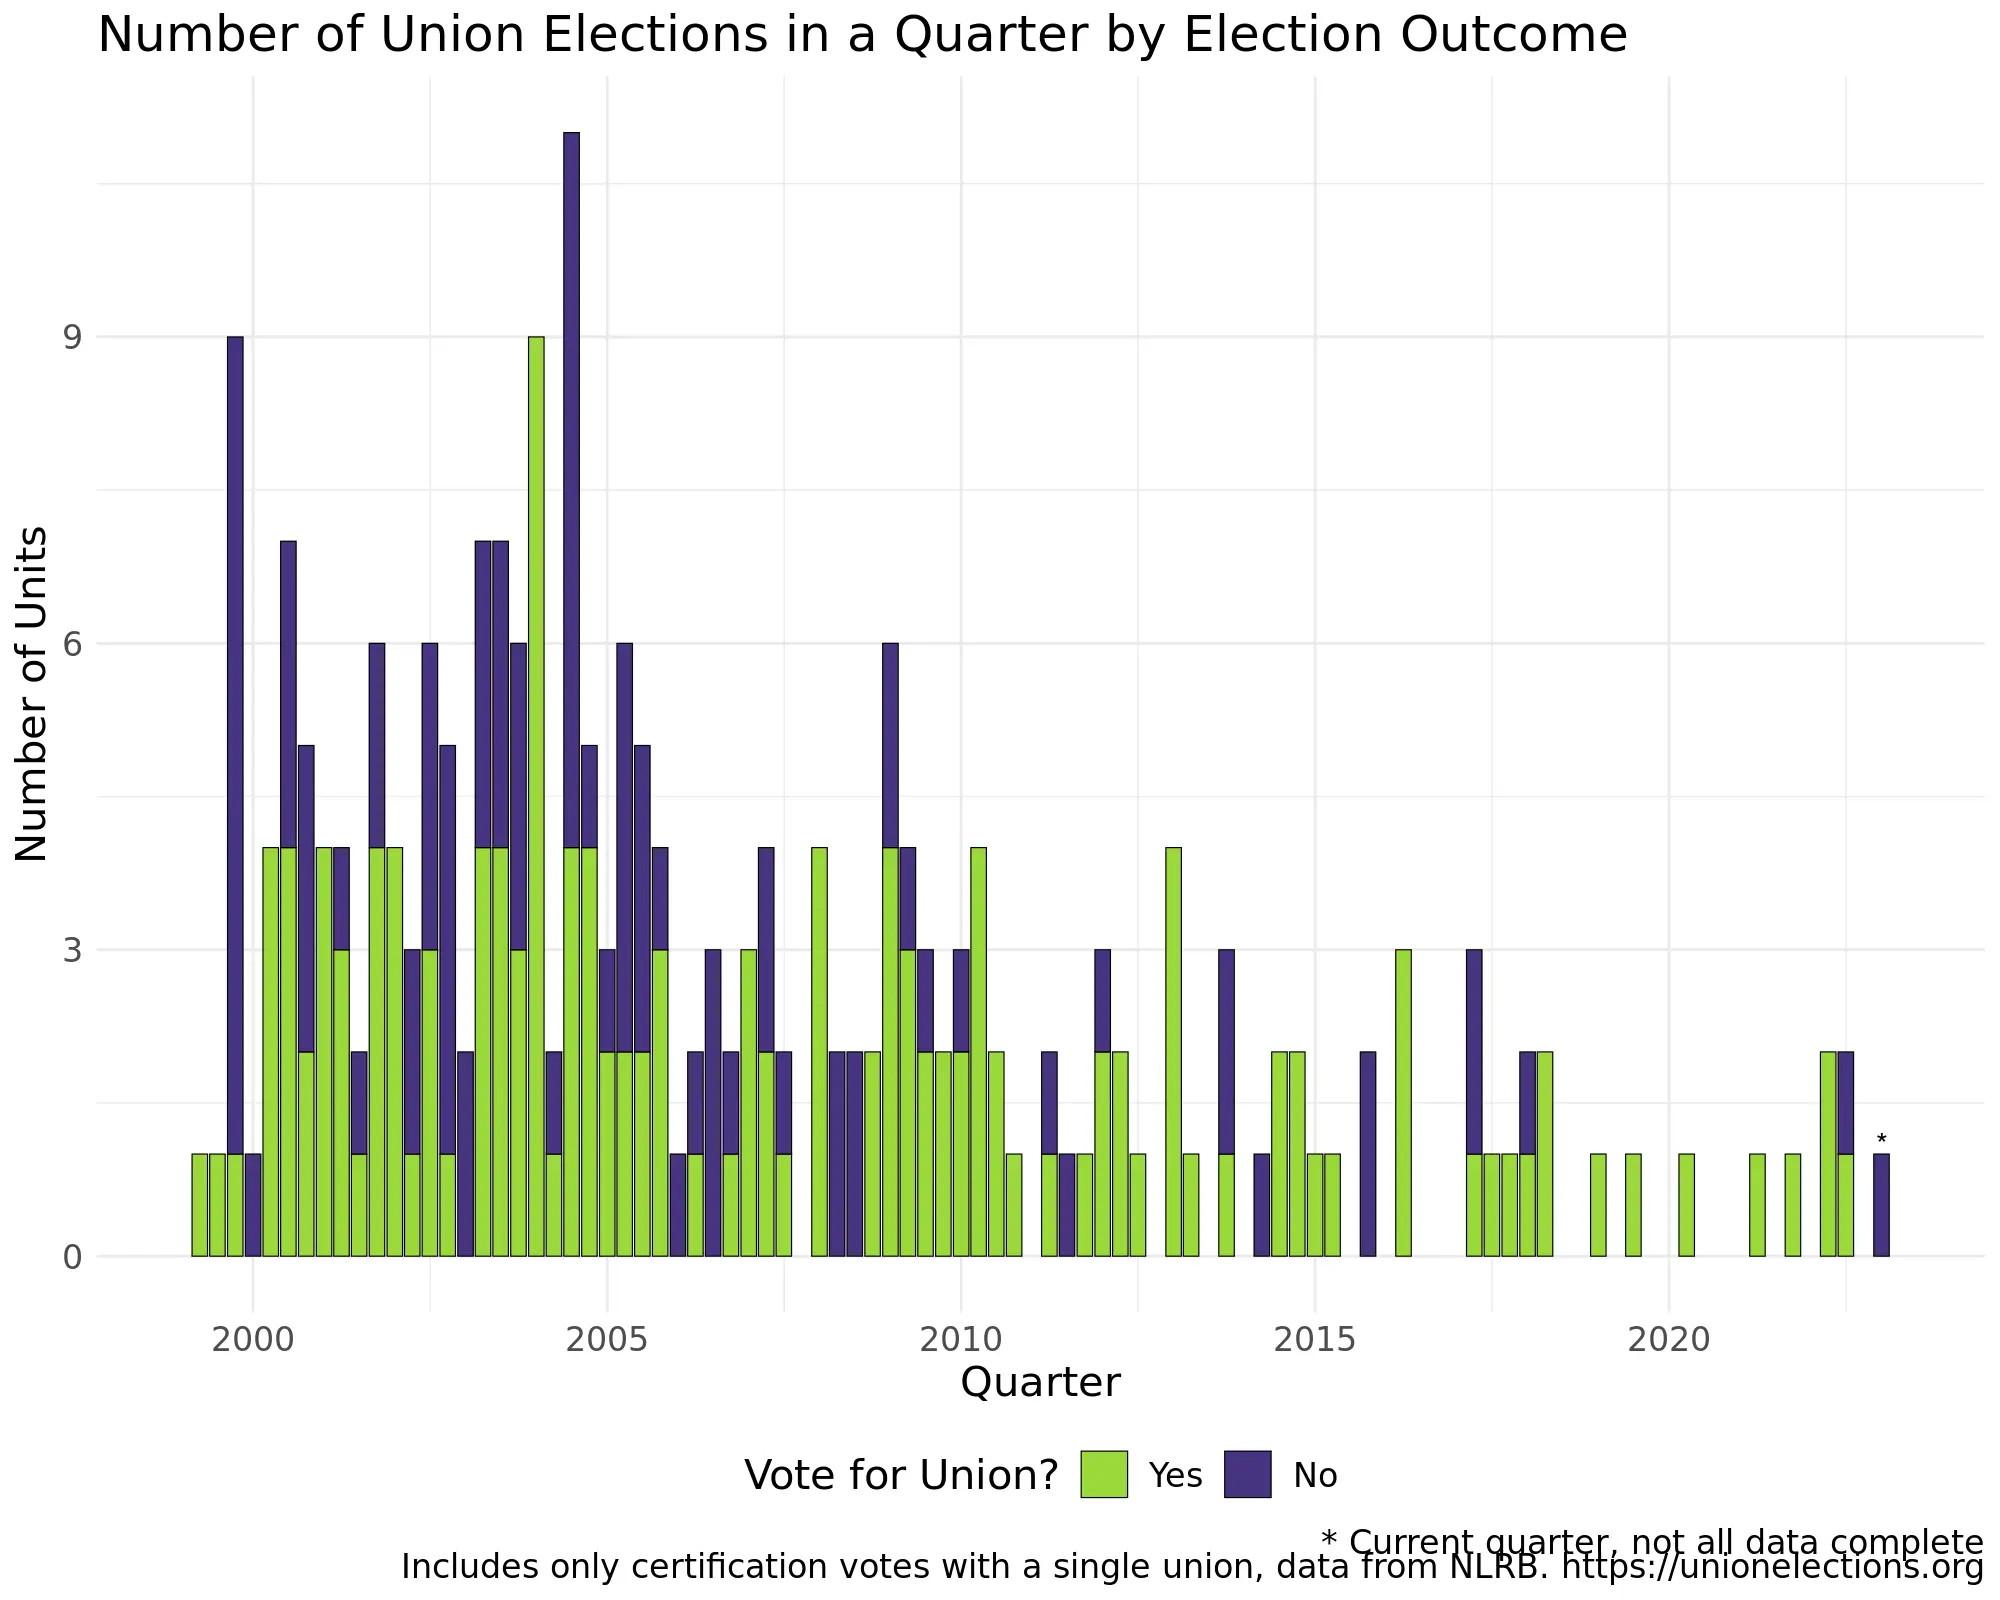 Number of Union Elections in a Quarter by Election Outcome
Number of Units
9
6
3
0
*
2000 2005 2010 2015 2020
Quarter
Vote for Union? Yes No
* Current quarter, not all data complete
Includes only certification votes with a single union, data from NLRB. https://unionelections.org